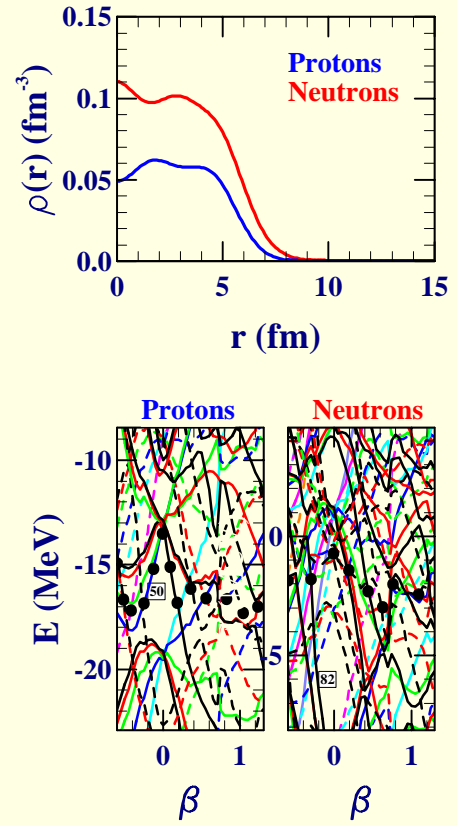 0.15
0.1
0.05
0.0
ρ(r) (fm⁻³)
Protons
Neutrons
0 5 10 15
r (fm)
Protons Neutrons
E (MeV)
-10
-15
-20
50
0
-5
82
0 1 0 1
β β